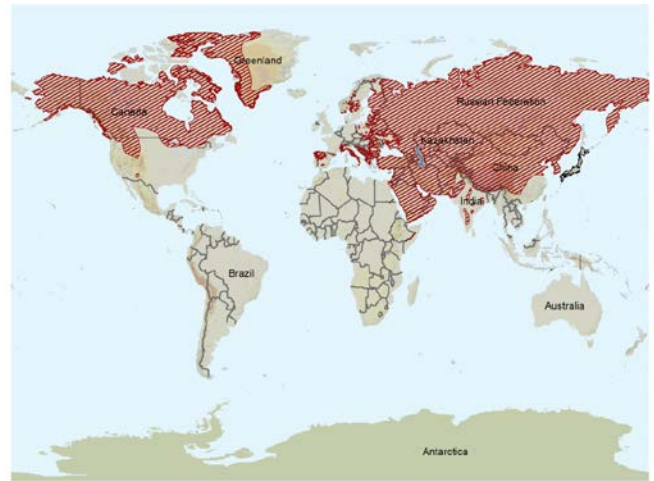 Greenland
Canada
Russian Federation
Kazakhstan
China
India
Brazil
Australia
Antarctica